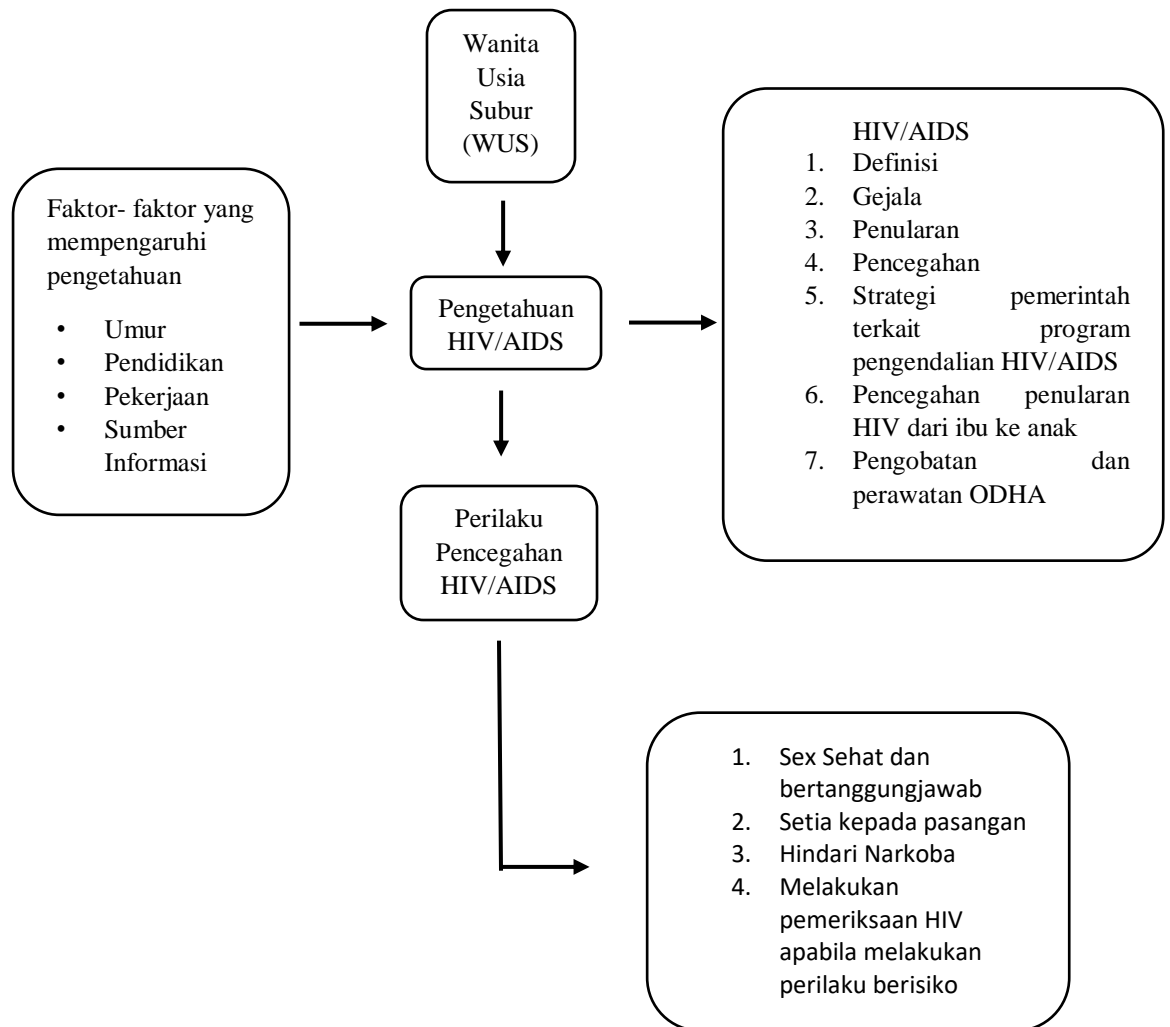 Wanita
Usia
Subur
(WUS)
Faktor- faktor yang
mempengaruhi
pengetahuan
• Umur
• Pendidikan
• Pekerjaan
• Sumber
Informasi
Pengetahuan
HIV/AIDS
HIV/AIDS
1. Definisi
2. Gejala
3. Penularan
4. Pencegahan
5. Strategi pemerintah
terkait program
pengendalian HIV/AIDS
6. Pencegahan penularan
HIV dari ibu ke anak
7. Pengobatan dan
perawatan ODHA
Perilaku
Pencegahan
HIV/AIDS
1. Sex Sehat dan
bertanggungjawab
2. Setia kepada pasangan
3. Hindari Narkoba
4. Melakukan
pemeriksaan HIV
apabila melakukan
perilaku berisiko